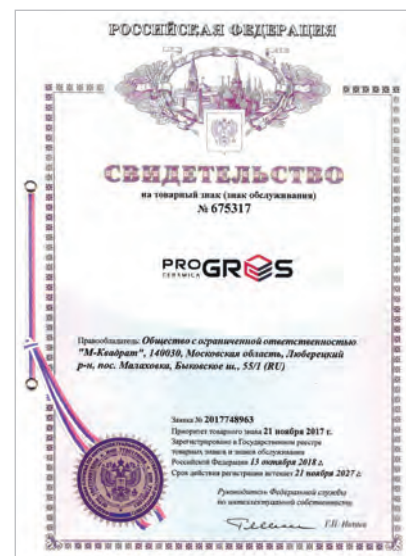 РОССИЙСКАЯ ФЕДЕРАЦИЯ
СВИДЕТЕЛЬСТВО
на товарный знак (знак обслуживания)
№ 675317
PROGRES
CERAMICA
Правообладатель: Общество с ограниченной ответственностью
"М-Квадрат", 140030, Московская область, Люберецкий
р-н, пос. Малаховка, Быковское ш., 55/1 (RU)
Заявка № 2017748963
Приоритет товарного знака 21 ноября 2017 г.
Зарегистрировано в Государственном реестре
товарных знаков и знаков обслуживания
Российской Федерации 13 октября 2018 г.
Срок действия регистрации истекает 21 ноября 2027 г.
Руководитель Федеральной службы
по интеллектуальной собственности
Г.П. Ивлиев